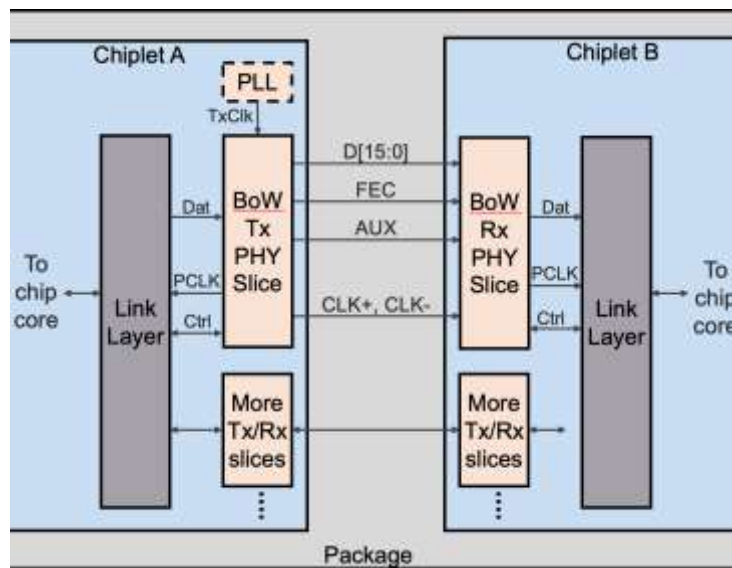 Chiplet A
Chiplet B
PLL
TxClk
D[15:0]
FEC
AUX
CLK+, CLK-
BoW
Tx
PHY
Slice
BoW
Rx
PHY
Slice
Dat
PCLK
Ctrl
Dat
PCLK
Ctrl
To
chip
core
Link
Layer
Link
Layer
To
chip
core
More
Tx/Rx
slices
More
Tx/Rx
slices
Package